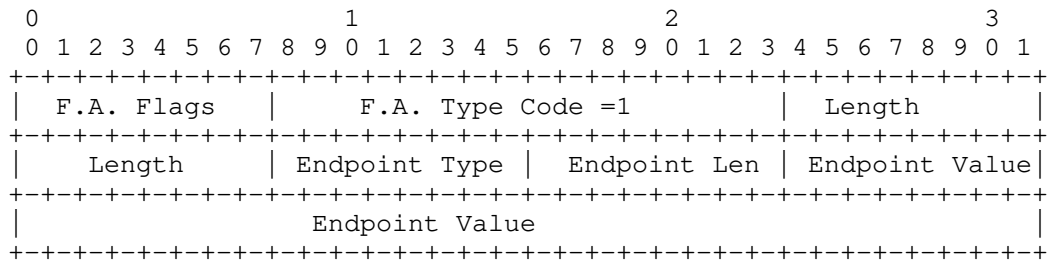 0                   1                   2                   3
 0 1 2 3 4 5 6 7 8 9 0 1 2 3 4 5 6 7 8 9 0 1 2 3 4 5 6 7 8 9 0 1
+-+-+-+-+-+-+-+-+-+-+-+-+-+-+-+-+-+-+-+-+-+-+-+-+-+-+-+-+-+-+-+-+
|  F.A. Flags   |     F.A. Type Code =1         |  Length       |
+-+-+-+-+-+-+-+-+-+-+-+-+-+-+-+-+-+-+-+-+-+-+-+-+-+-+-+-+-+-+-+-+
|    Length     | Endpoint Type |  Endpoint Len | Endpoint Value|
+-+-+-+-+-+-+-+-+-+-+-+-+-+-+-+-+-+-+-+-+-+-+-+-+-+-+-+-+-+-+-+-+
|                  Endpoint Value                               |
+-+-+-+-+-+-+-+-+-+-+-+-+-+-+-+-+-+-+-+-+-+-+-+-+-+-+-+-+-+-+-+-+